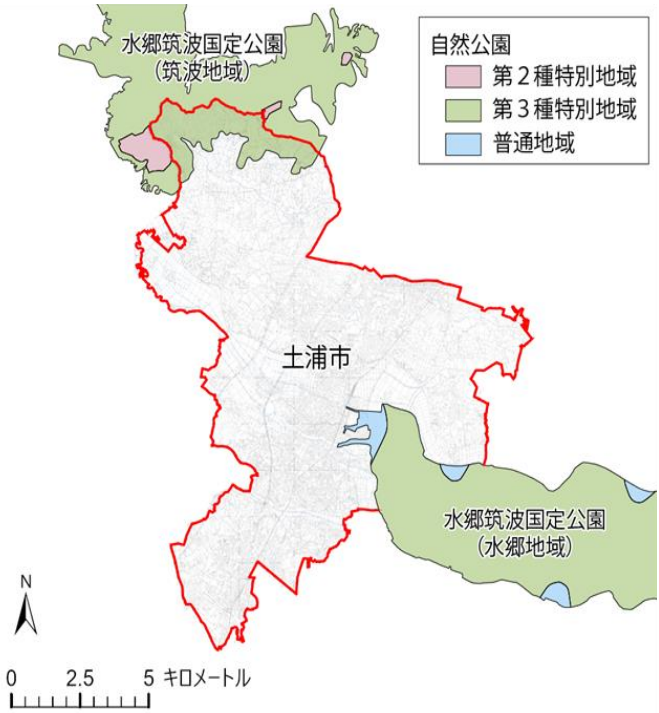 水郷筑波国定公園
(筑波地域)
自然公園
第２種特別地域
第３種特別地域
普通地域
土浦市
水郷筑波国定公園
(水郷地域)
N
0 2.5 5 キロメートル